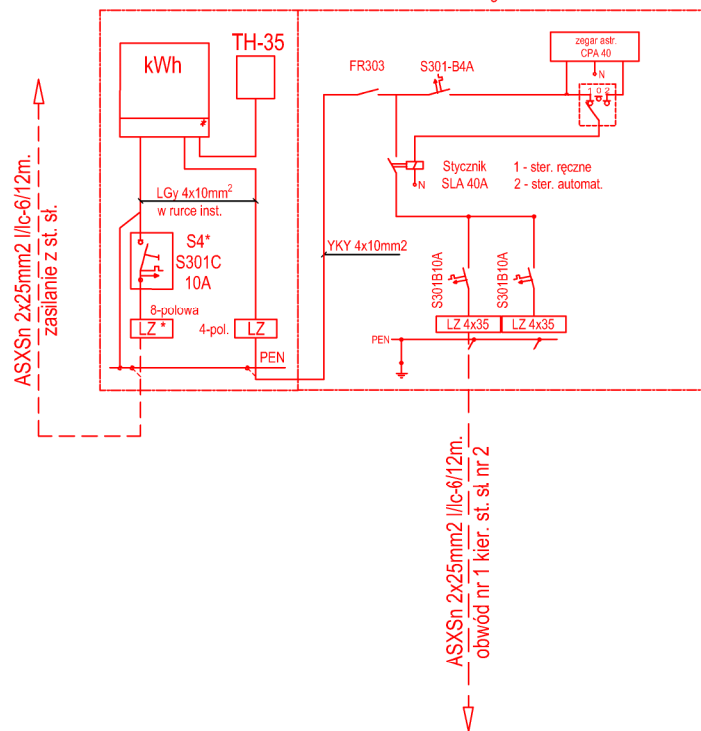 kWh
#
TH-35
FR303
S301-B4A
zegar astr.
CPA 40
N
1 0 2
Stycznik
SLA 40A
N
1 - ster. ręczne
2 - ster. automat.
LGy 4x10mm2
w rurce inst.
S4*
S301C
10A
8-polowa
LZ *
4-pol.
LZ
PEN
YKY 4x10mm2
S301B10A
S301B10A
LZ 4x35
LZ 4x35
PEN
ASXSn 2x25mm2 l/lc-6/12m.
zasilanie z st. sł.
ASXSn 2x25mm2 l/lc-6/12m.
obwód nr 1 kier. st. sł. nr 2